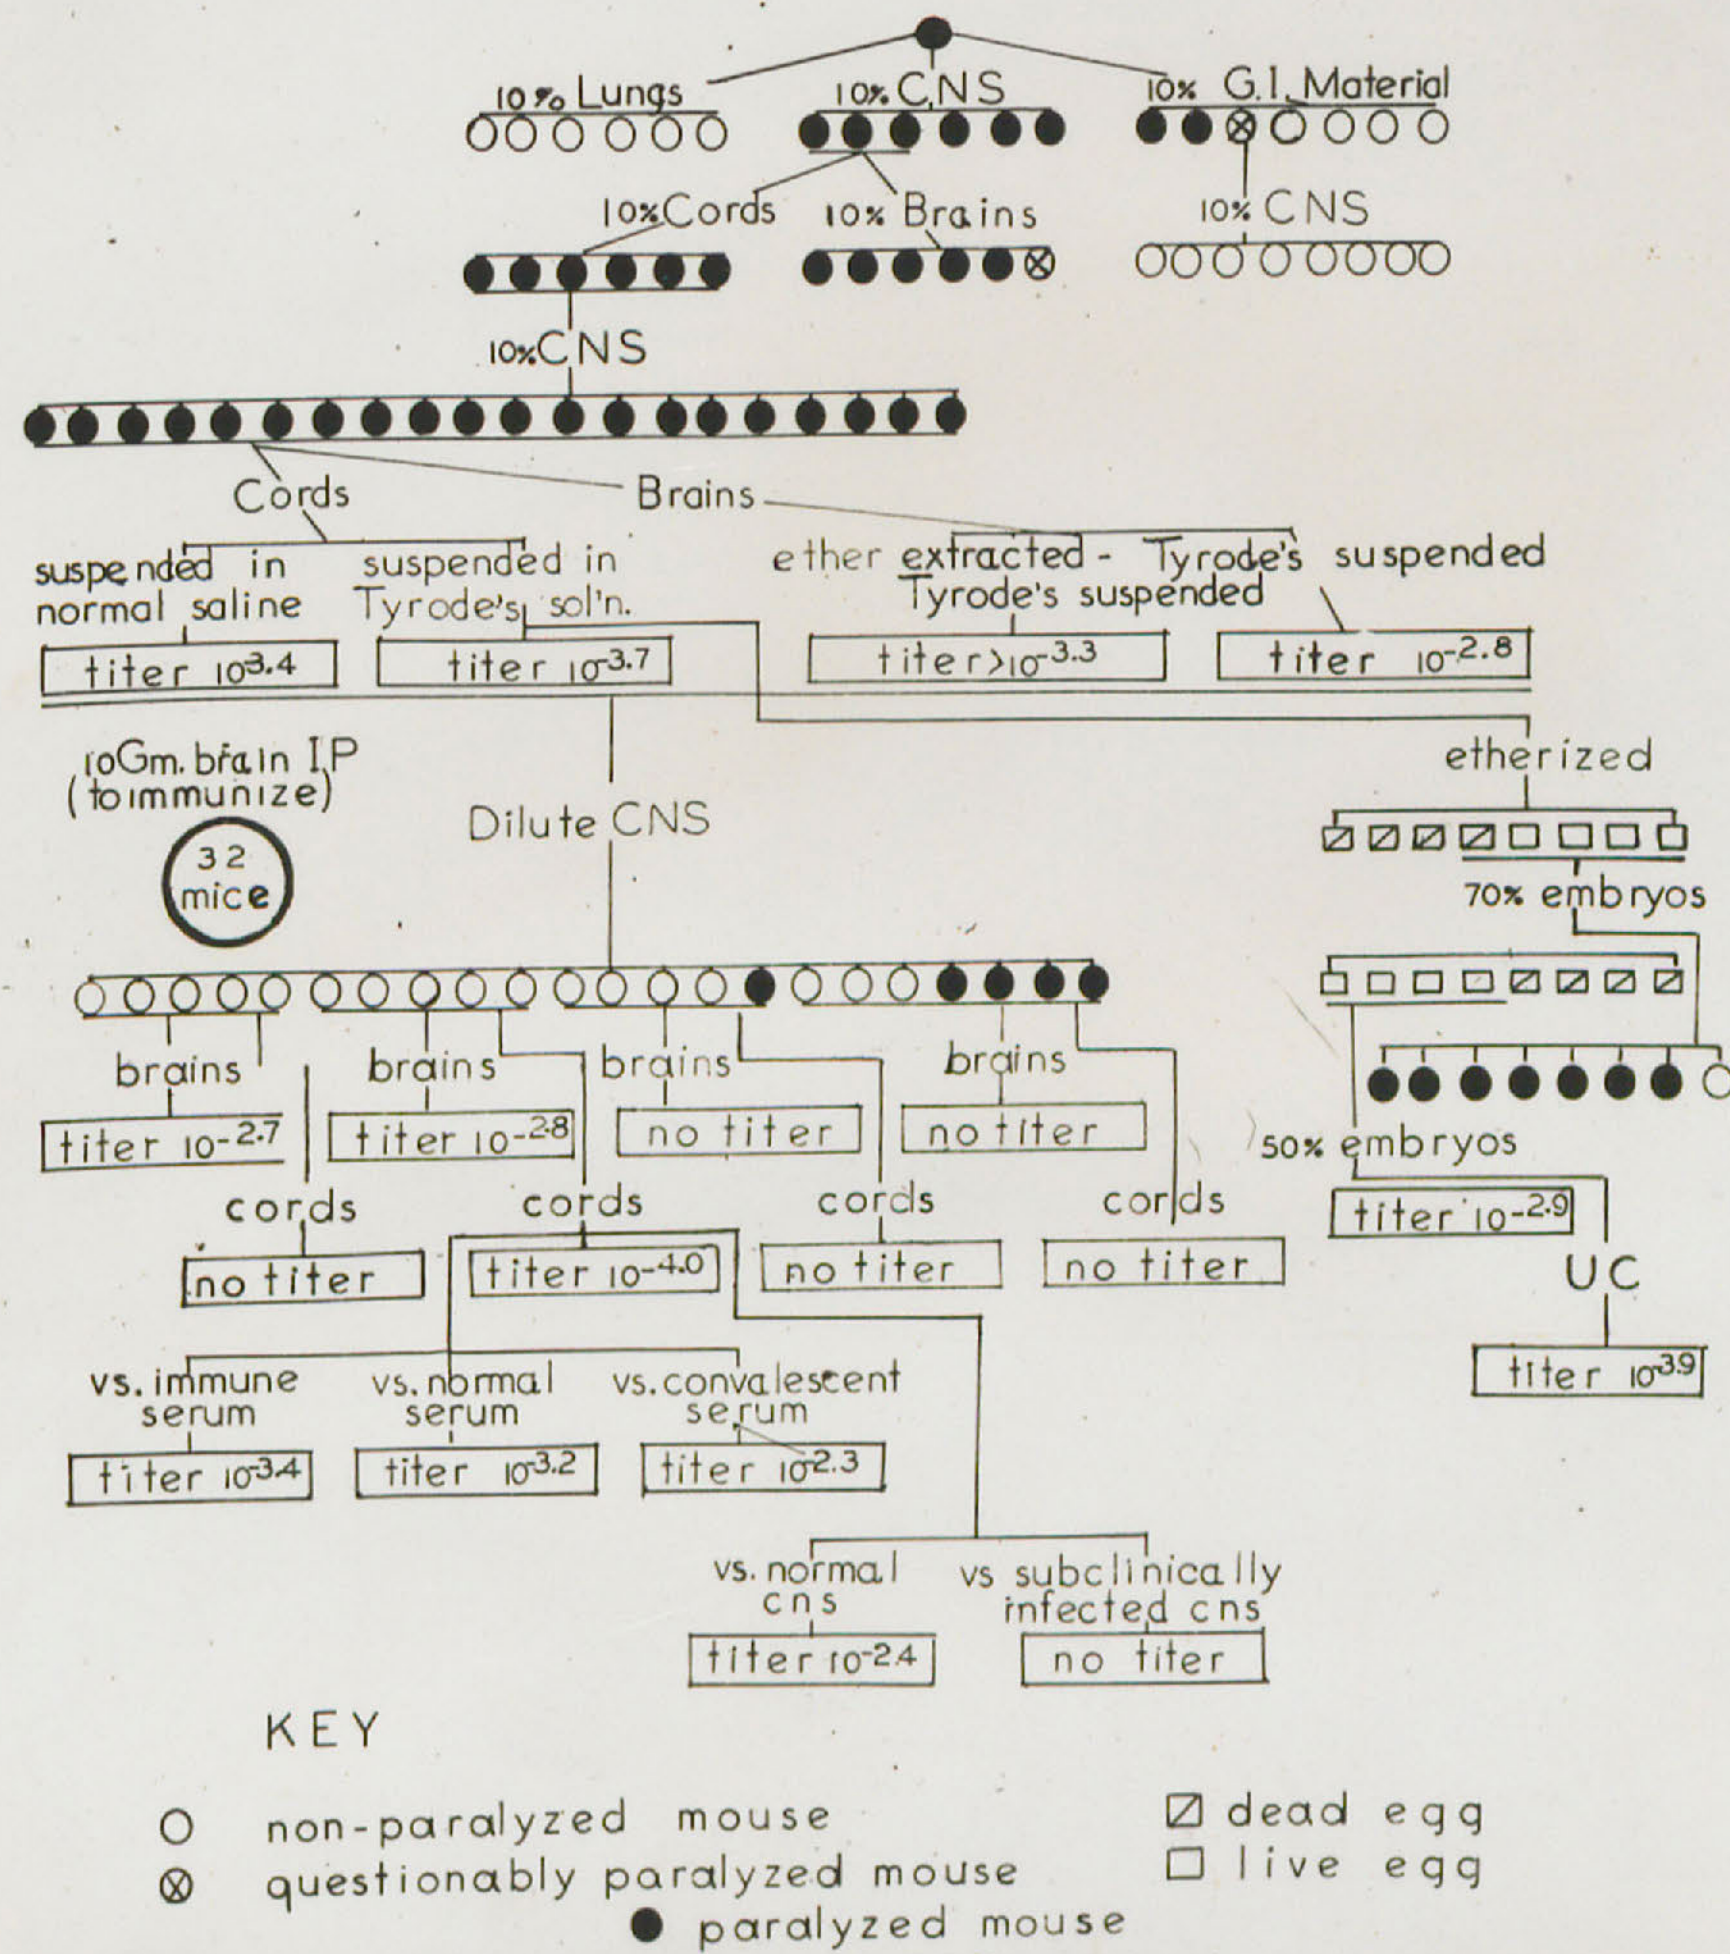 10% Lungs
10% CNS
10% G.I. Material
10% Cords
10% Brains
10% CNS
10% CNS
Cords
Brains
suspended in
normal saline
suspended in
Tyrode's sol'n.
ether extracted -
Tyrode's suspended
Tyrode's suspended
titer 10-3.4
titer 10-3.7
titer>10-3.3
titer 10-2.8
10Gm. brain I.P
(to immunize)
32
mice
Dilute CNS
etherized
70% embryos
brains
brains
brains
brains
titer 10-2.7
titer 10-2.8
no titer
no titer
50% embryos
cords
cords
cords
cords
titer 10-2.9
no titer
titer 10-4.0
no titer
no titer
UC
titer 10-3.9
vs. immune
serum
vs. normal
serum
vs. convalescent
serum
titer 10-3.4
titer 10-3.2
titer 10-2.3
vs. normal
cns
vs subclinically
infected cns
titer 10-2.4
no titer
KEY
non-paralyzed mouse
questionably paralyzed mouse
paralyzed mouse
dead egg
live egg